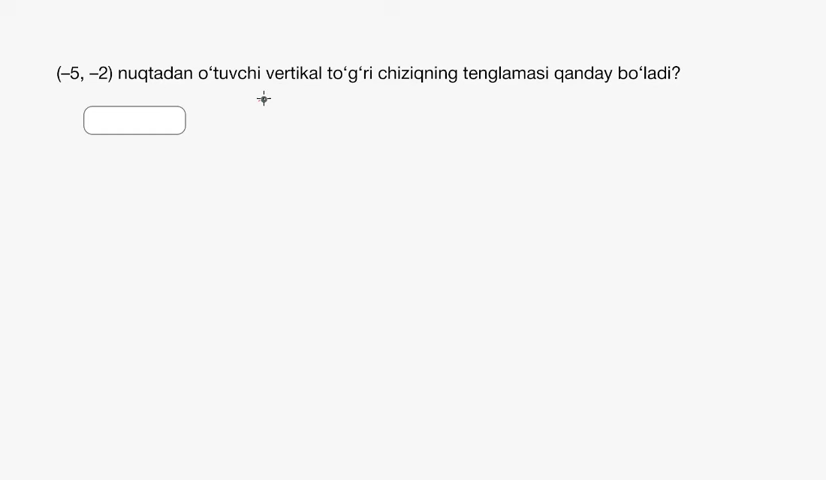 (–5, –2) nuqtadan o‘tuvchi vertikal to‘g‘ri chiziqning tenglamasi qanday bo‘ladi?